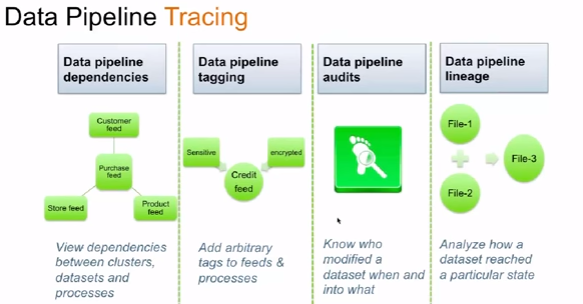 Data Pipeline Tracing
Data pipeline
dependencies
Customer
feed
Purchase
feed
Store feed
Product
feed
View dependencies
between clusters,
datasets and
processes
Data Pipeline
tagging
Sensitive
encrypted
Credit
feed
Add arbitrary
tags to feeds &
processes
Data Pipeline
audits
Know who
modified a
dataset when and
into what
Data pipeline
lineage
File-1
File-2
File-3
Analyze how a
dataset reached
a particular state